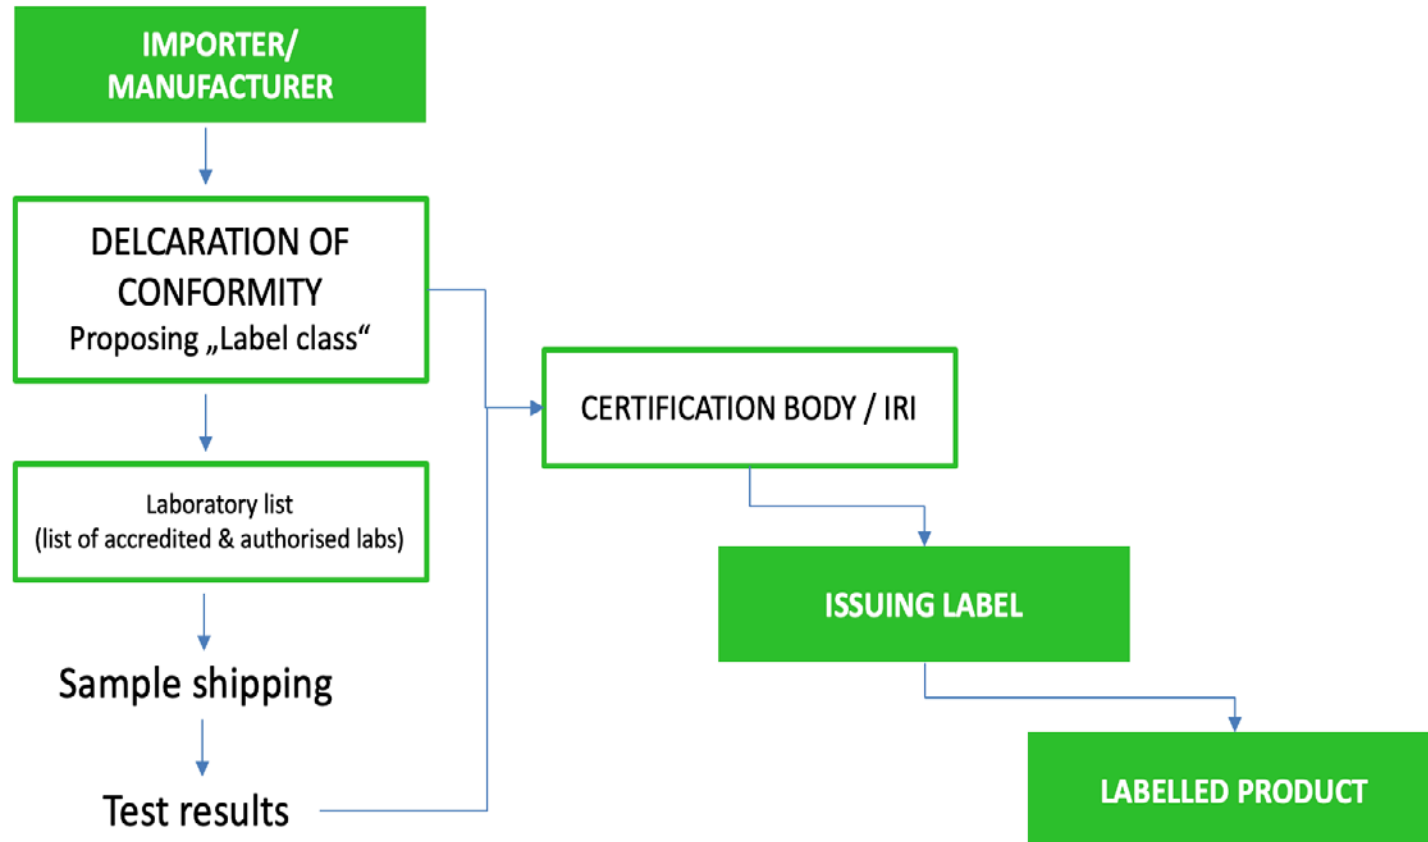 IMPORTER/
MANUFACTURER
DELCARATION OF
CONFORMITY
Proposing „Label class“
Laboratory list
(list of accredited & authorised labs)
Sample shipping
Test results
CERTIFICATION BODY / IRI
ISSUING LABEL
LABELLED PRODUCT